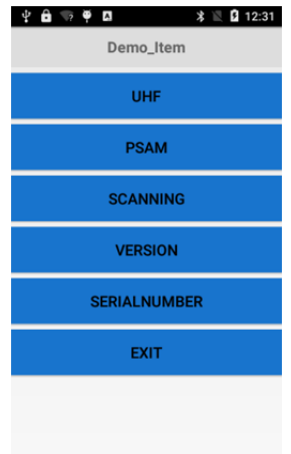 12:31
Demo_Item
UHF
PSAM
SCANNING
VERSION
SERIALNUMBER
EXIT